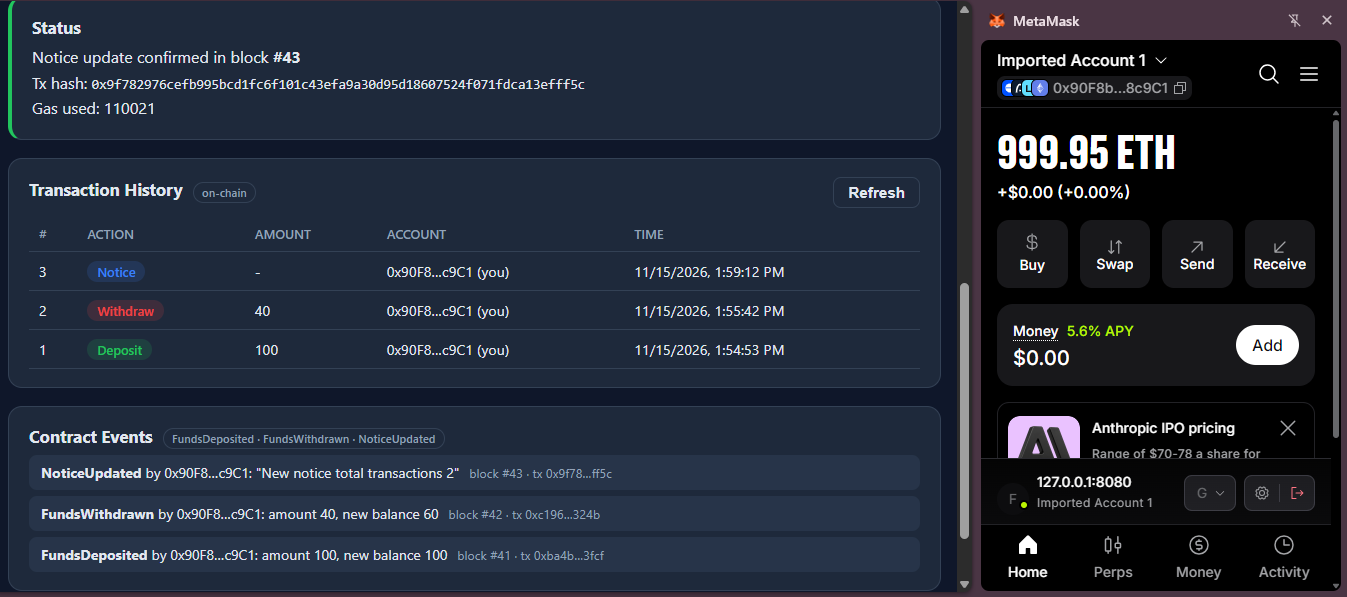 Status
Notice update confirmed in block #43
Tx hash: 0x9f782976cefb995bcd1fc6f101c43efa9a30d95d18607524f071fdca13efff5c
Gas used: 110021
Transaction History on-chain Refresh
# ACTION AMOUNT ACCOUNT TIME
3 Notice - 0x90F8...c9C1 (you) 11/15/2026, 1:59:12 PM
2 Withdraw 40 0x90F8...c9C1 (you) 11/15/2026, 1:55:42 PM
1 Deposit 100 0x90F8...c9C1 (you) 11/15/2026, 1:54:53 PM
Contract Events FundsDeposited · FundsWithdrawn · NoticeUpdated
NoticeUpdated by 0x90F8...c9C1: "New notice total transactions 2" block #43 · tx 0x9f78...ff5c
FundsWithdrawn by 0x90F8...c9C1: amount 40, new balance 60 block #42 · tx 0xc196...324b
FundsDeposited by 0x90F8...c9C1: amount 100, new balance 100 block #41 · tx 0xba4b...3fcf
MetaMask
Imported Account 1
0x90F8b...8c9C1
999.95 ETH
+$0.00 (+0.00%)
Buy Swap Send Receive
Money 5.6% APY
$0.00
Add
Anthropic IPO pricing
Range of $70-78 a share for
F
127.0.0.1:8080
Imported Account 1
G
Home Perps Money Activity